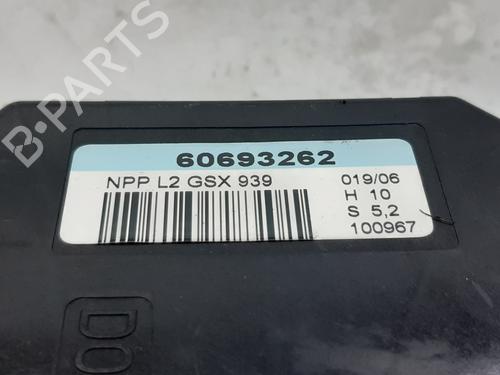 B-PARTS
60693262
NPP L2 GSX 939
019/06
H 10
S 5,2
100967